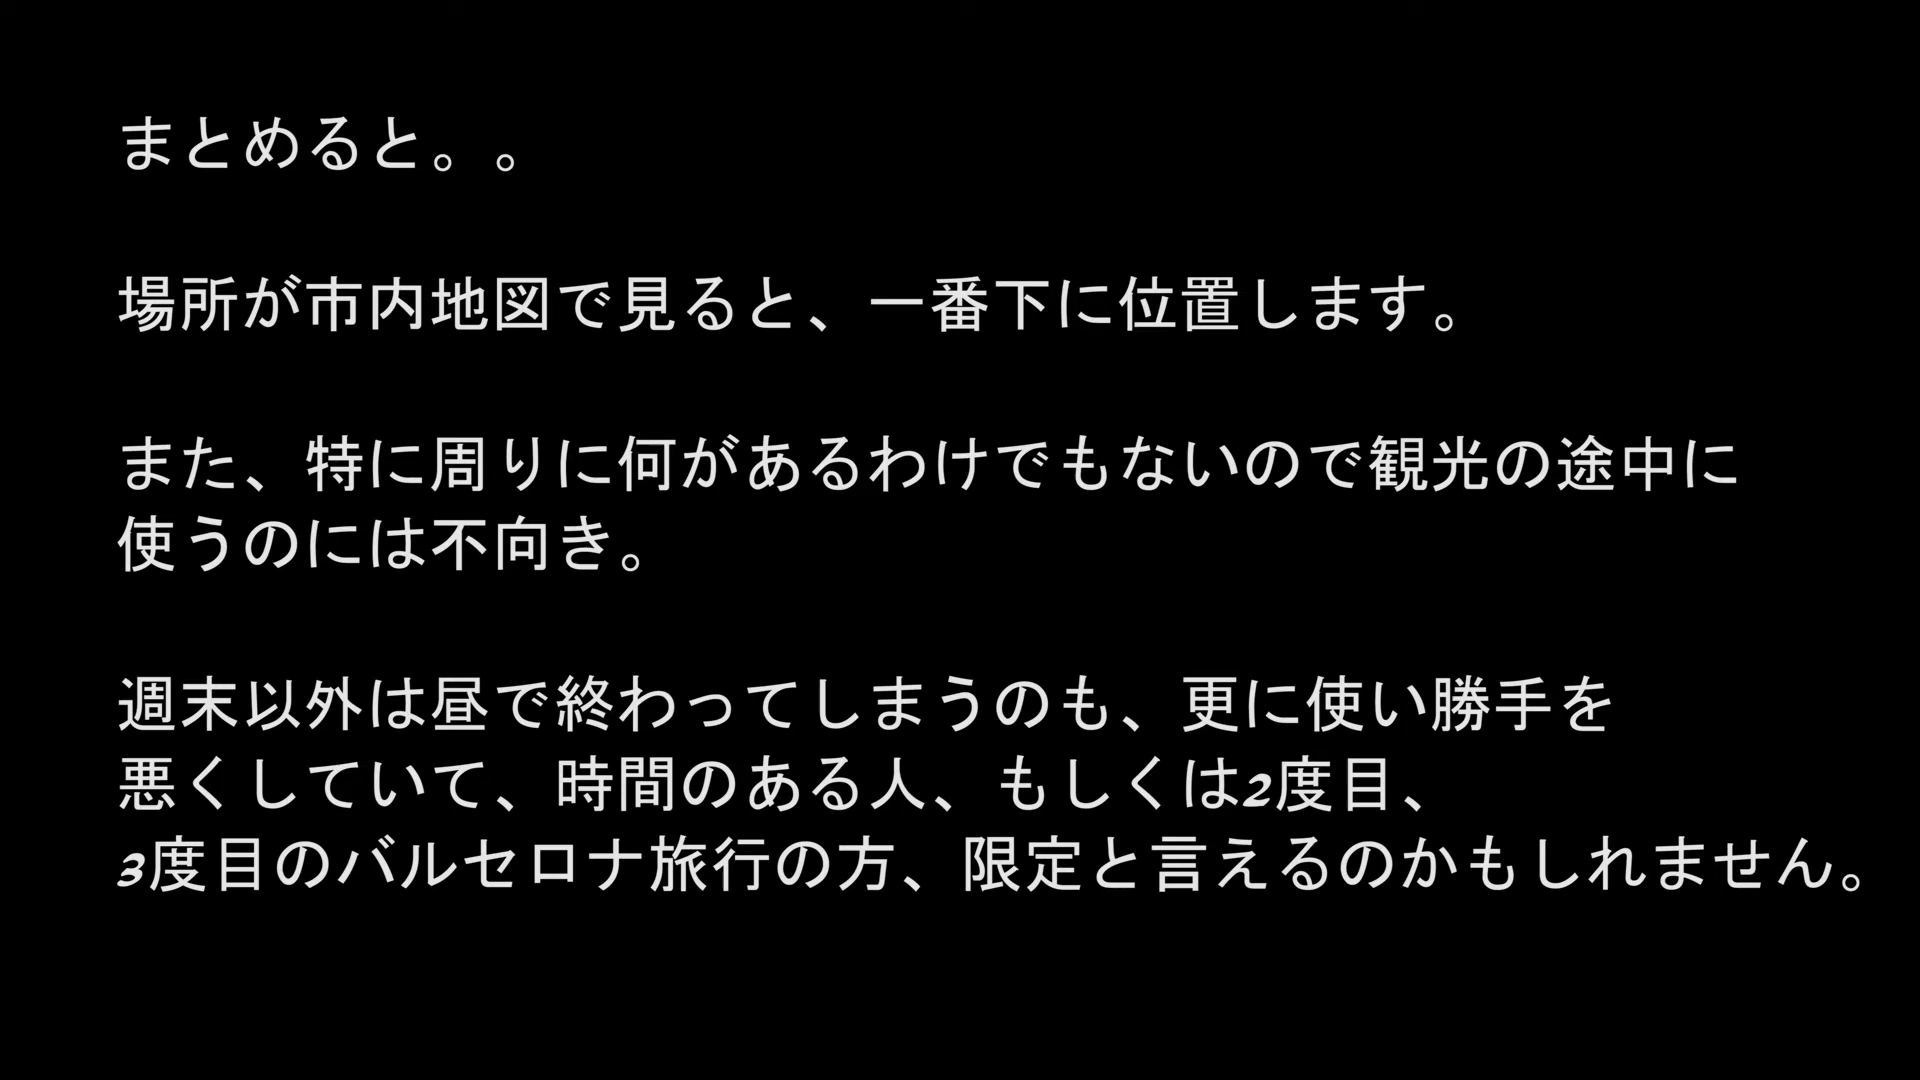 まとめると。。
場所が市内地図で見ると、一番下に位置します。
また、特に周りに何があるわけでもないので観光の途中に
使うのには不向き。
週末以外は昼で終わってしまうのも、更に使い勝手を
悪くしていて、時間のある人、もしくは2度目、
3度目のバルセロナ旅行の方、限定と言えるのかもしれません。